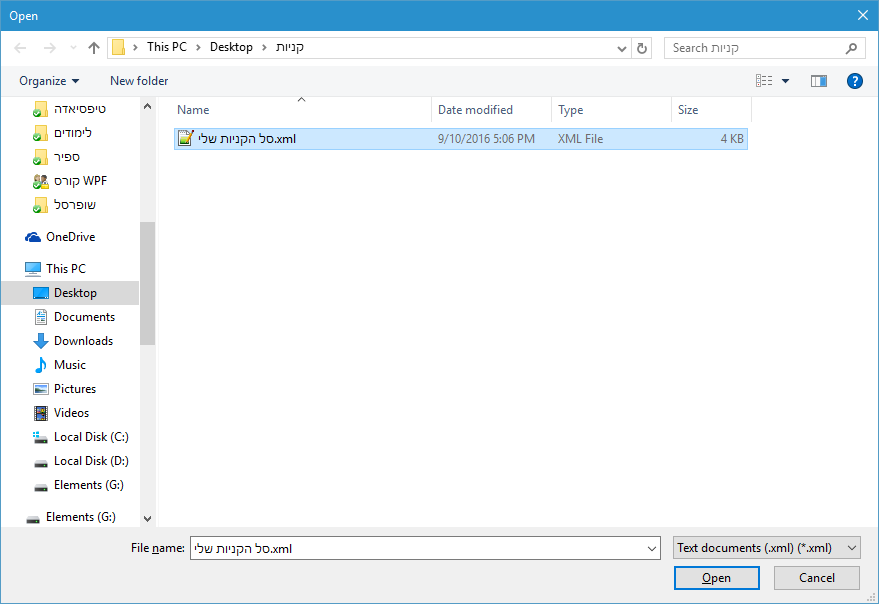 Open
This PC > Desktop > קניות
Search קניות
Organize
New folder
טיפסיאדה
לימודים
ספיר
קורס WPF
שופרסל
OneDrive
This PC
Desktop
Documents
Downloads
Music
Pictures
Videos
Local Disk (C:)
Local Disk (D:)
Elements (G:)
Elements (G:)
Name Date modified Type Size
סל הקניות שלי.xml 9/10/2016 5:06 PM XML File 4 KB
File name: סל הקניות שלי.xml Text documents (.xml) (*.xml)
Open Cancel